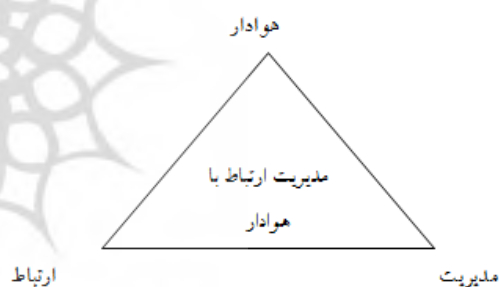 هوادار
مدیریت ارتباط با
هوادار
مدیریت
ارتباط